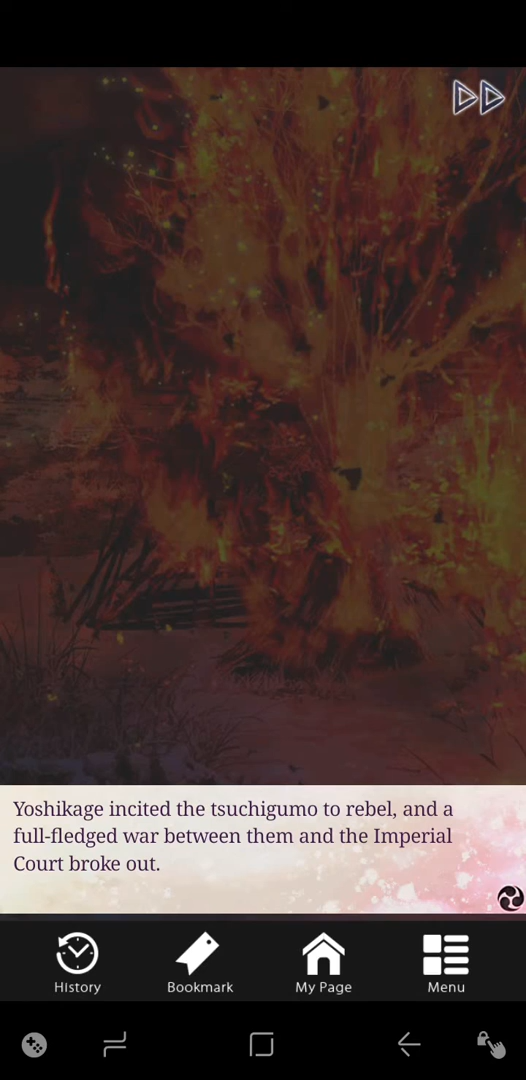 Yoshikage incited the tsuchigumo to rebel, and a
full-fledged war between them and the Imperial
Court broke out.
History
Bookmark
My Page
Menu